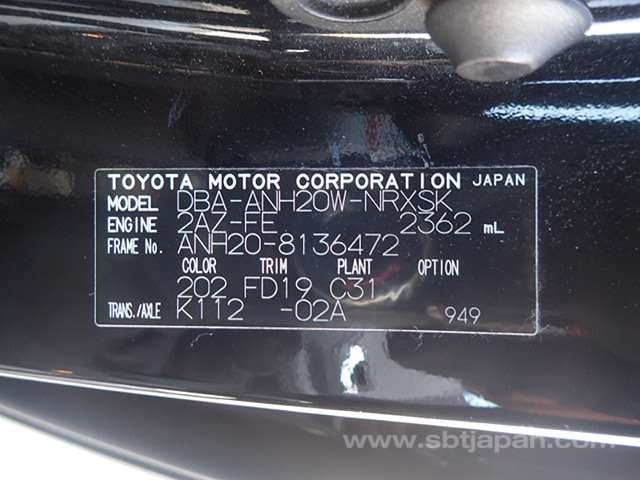 TOYOTA MOTOR CORPORATION JAPAN
MODEL DBA-ANH20W-NRXSK
ENGINE 2AZ-FE 2362 mL
FRAME No. ANH20-8136472
COLOR TRIM PLANT OPTION
202 FD19 C31
TRANS./AXLE K112 -02A 949
www.sbtjapan.com